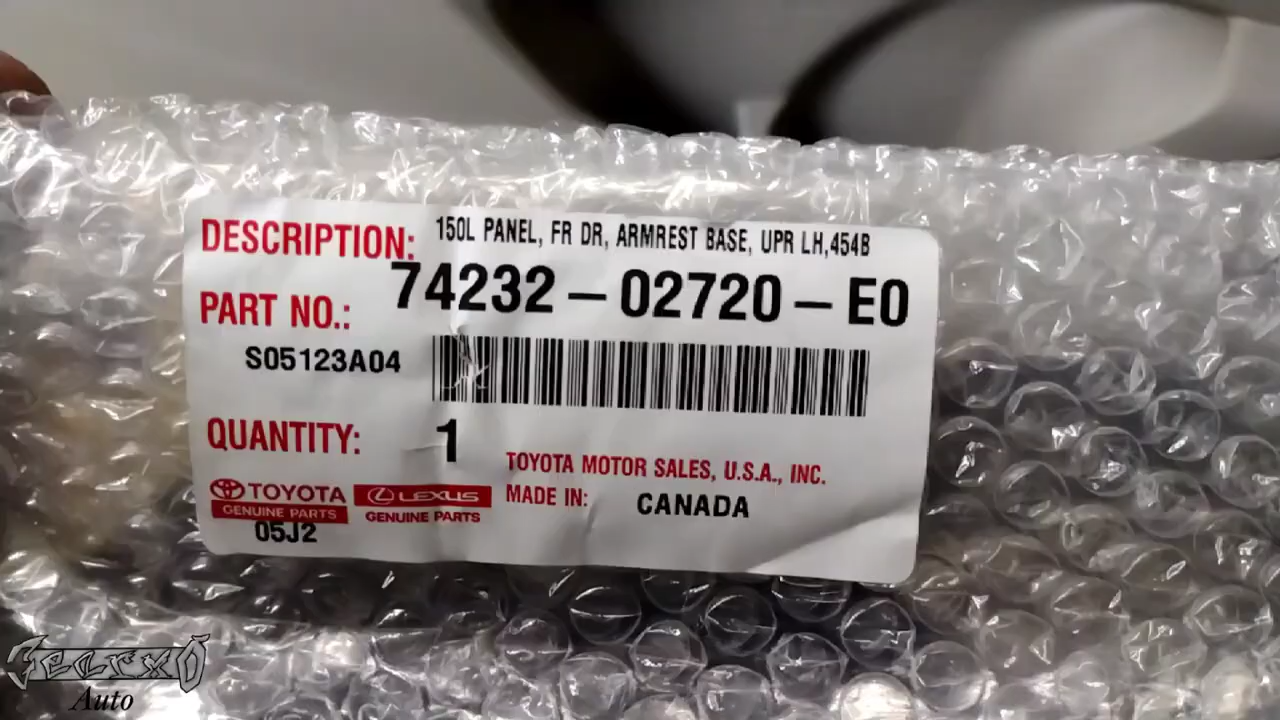 DESCRIPTION: 150L PANEL, FR DR, ARMREST BASE, UPR LH,454B
PART NO.: 74232-02720-E0
S05123A04
QUANTITY: 1
TOYOTA MOTOR SALES, U.S.A., INC.
MADE IN: CANADA
TOYOTA
GENUINE PARTS
LEXUS
GENUINE PARTS
05J2
Auto